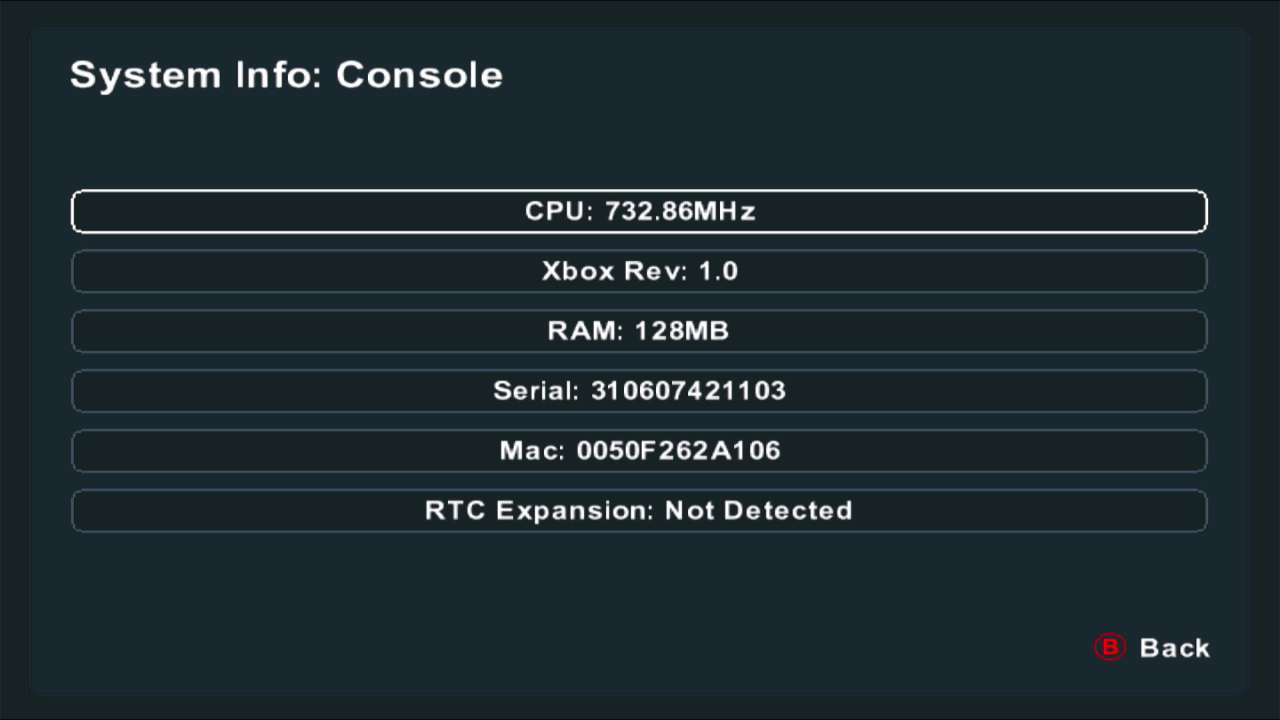 System Info: Console
CPU: 732.86MHz
Xbox Rev: 1.0
RAM: 128MB
Serial: 310607421103
Mac: 0050F262A106
RTC Expansion: Not Detected
B Back